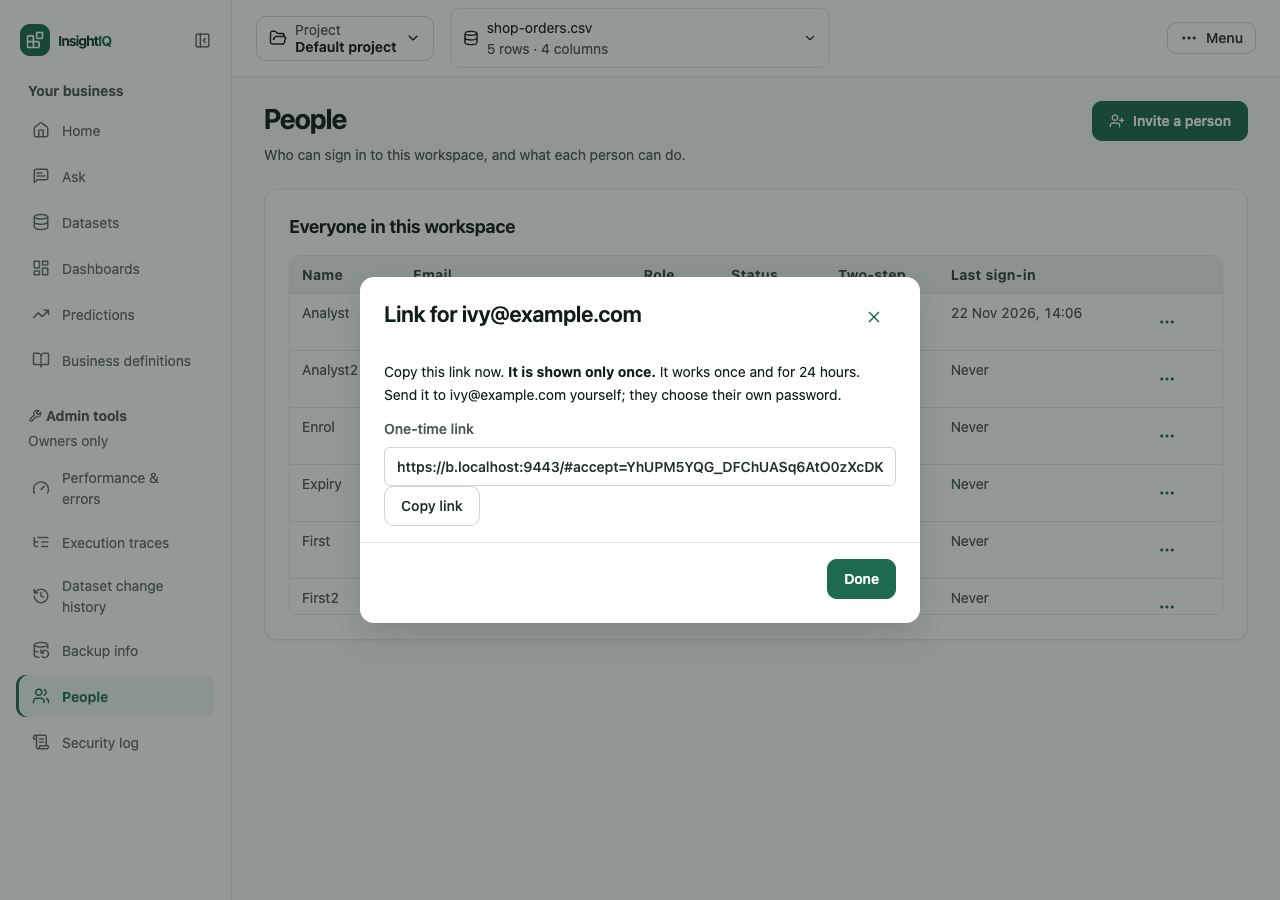 InsightIQ
Project
Default project
shop-orders.csv
5 rows · 4 columns
Menu
Your business
Home
Ask
Datasets
Dashboards
Predictions
Business definitions
Admin tools
Owners only
Performance &
errors
Execution traces
Dataset change
history
Backup info
People
Security log
People
Invite a person
Who can sign in to this workspace, and what each person can do.
Everyone in this workspace
Name Email Role Status Two-step Last sign-in
Analyst 22 Nov 2026, 14:06
Analyst2 Never
Enrol Never
Expiry Never
First Never
First2 Never
Link for ivy@example.com
Copy this link now. It is shown only once. It works once and for 24 hours.
Send it to ivy@example.com yourself; they choose their own password.
One-time link
https://b.localhost:9443/#accept=YhUPM5YQG_DFChUASq6AtO0zXcDK
Copy link
Done